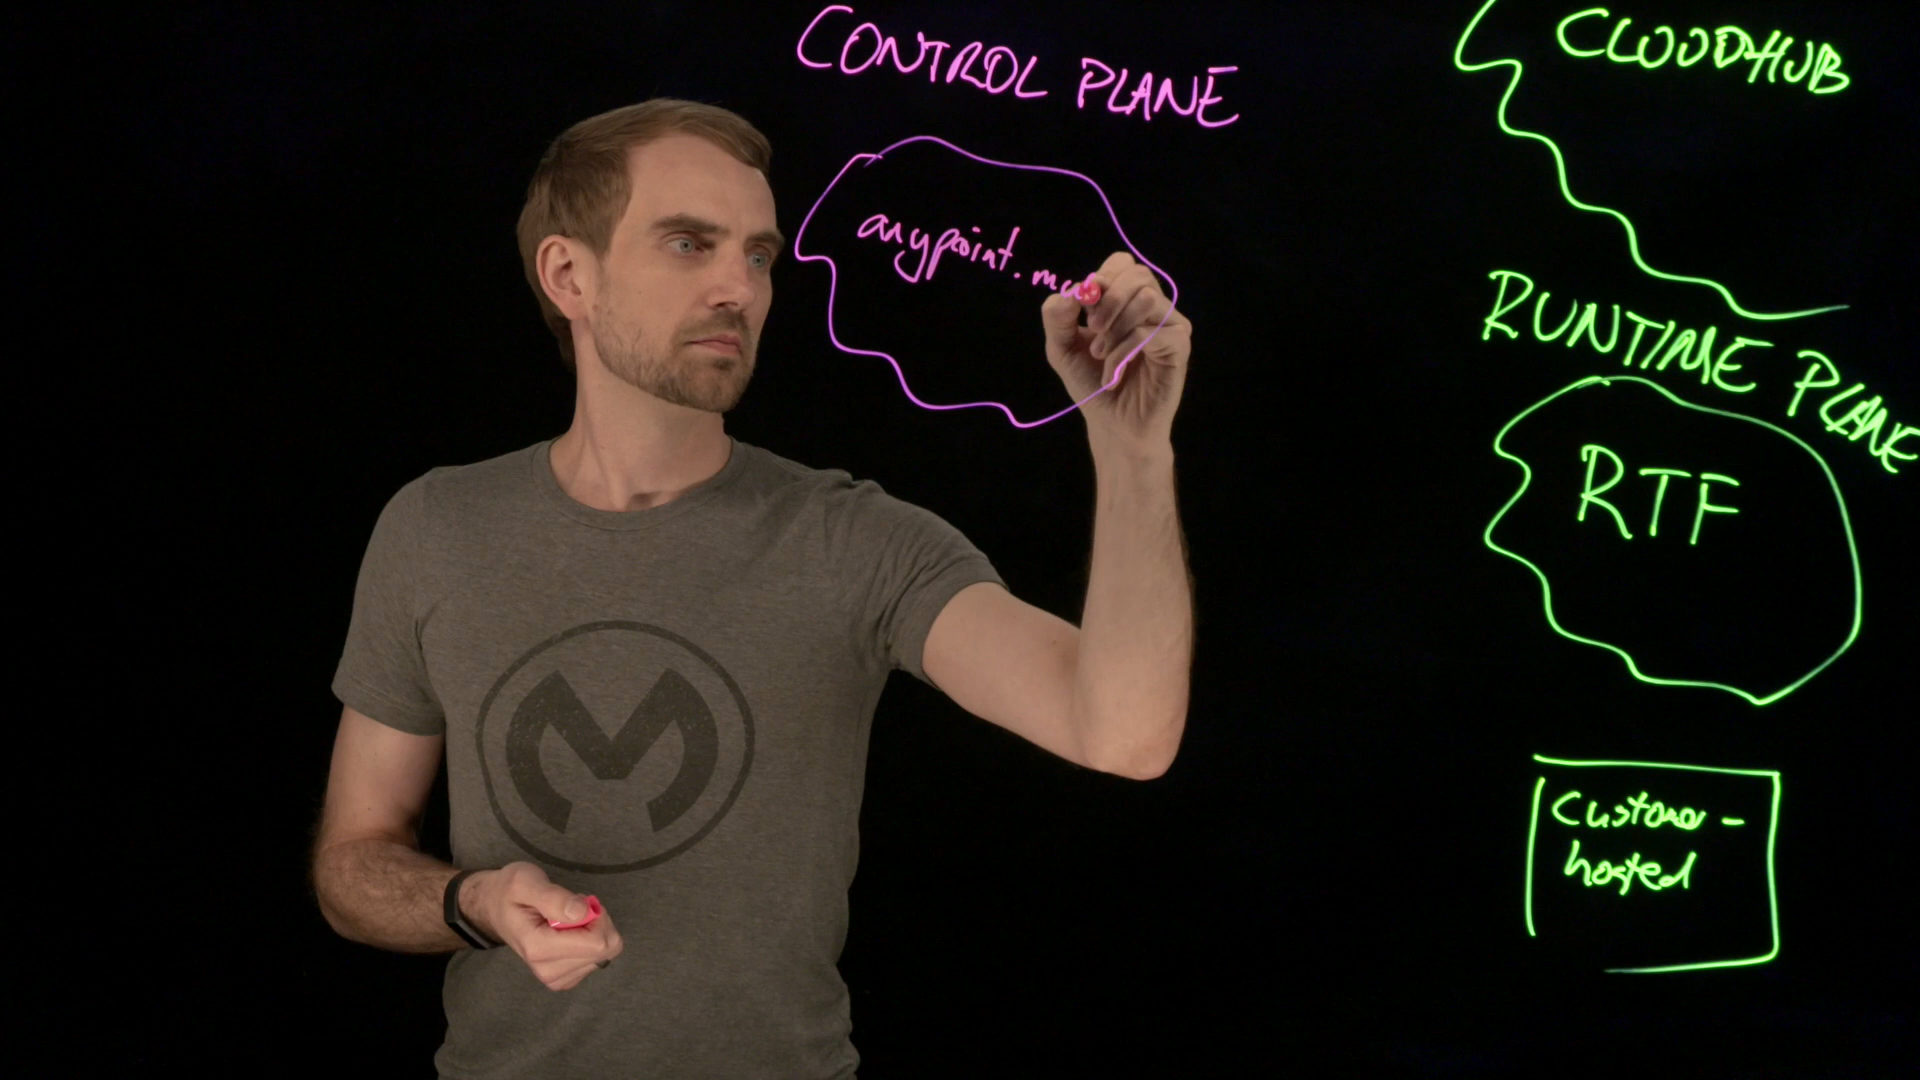 CONTROL PLANE
anypoint.mu
CLOUDHUB
RUNTIME PLANE
RTF
Customer-
hosted